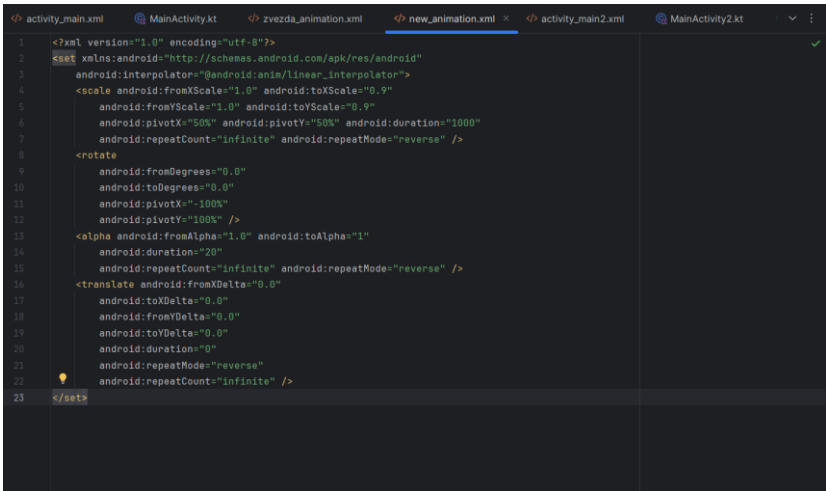 activity_main.xml MainActivity.kt zvezda_animation.xml new_animation.xml activity_main2.xml MainActivity2.kt
1 <?xml version="1.0" encoding="utf-8"?>
2 <set xmlns:android="http://schemas.android.com/apk/res/android"
3 android:interpolator="@android:anim/linear_interpolator">
4 <scale android:fromXScale="1.0" android:toXScale="0.9"
5 android:fromYScale="1.0" android:toYScale="0.9"
6 android:pivotX="50%" android:pivotY="50%" android:duration="1000"
7 android:repeatCount="infinite" android:repeatMode="reverse" />
8 <rotate
9 android:fromDegrees="0.0"
10 android:toDegrees="0.0"
11 android:pivotX="-100%"
12 android:pivotY="100%" />
13 <alpha android:fromAlpha="1.0" android:toAlpha="1"
14 android:duration="20"
15 android:repeatCount="infinite" android:repeatMode="reverse" />
16 <translate android:fromXDelta="0.0"
17 android:toXDelta="0.0"
18 android:fromYDelta="0.0"
19 android:toYDelta="0.0"
20 android:duration="0"
21 android:repeatMode="reverse"
22 android:repeatCount="infinite" />
23 </set>